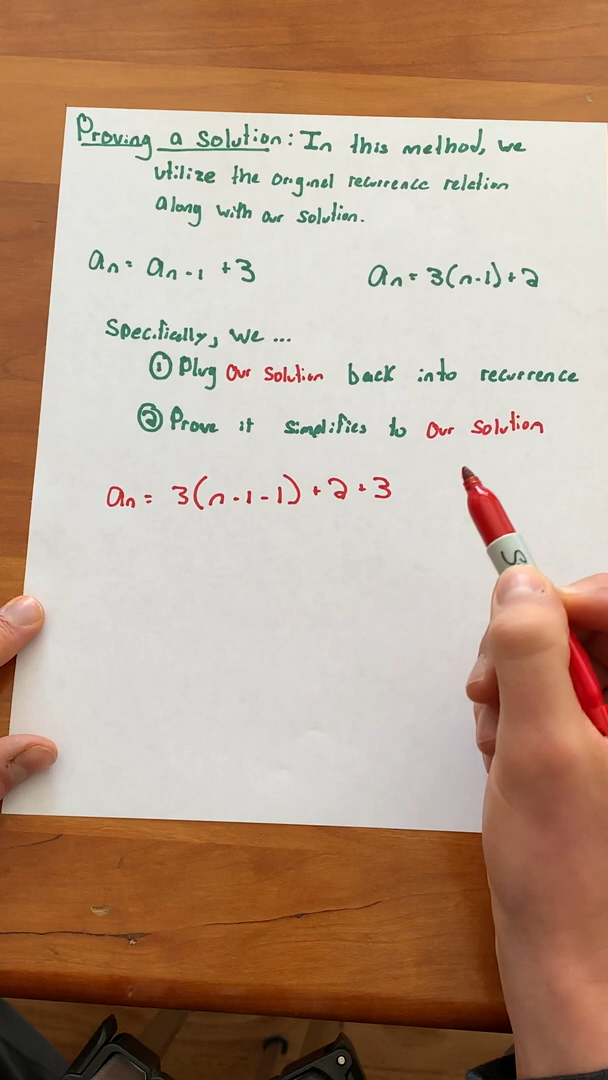 Proving a Solution: In this method, we
utilize the original recurrence relation
along with our solution.
an = an-1 + 3
an = 3(n-1) + 2
Specifically, we ...
① Plug Our Solution back into recurrence
② Prove it simplifies to Our Solution
an = 3(n-1-1) + 2 + 3
S